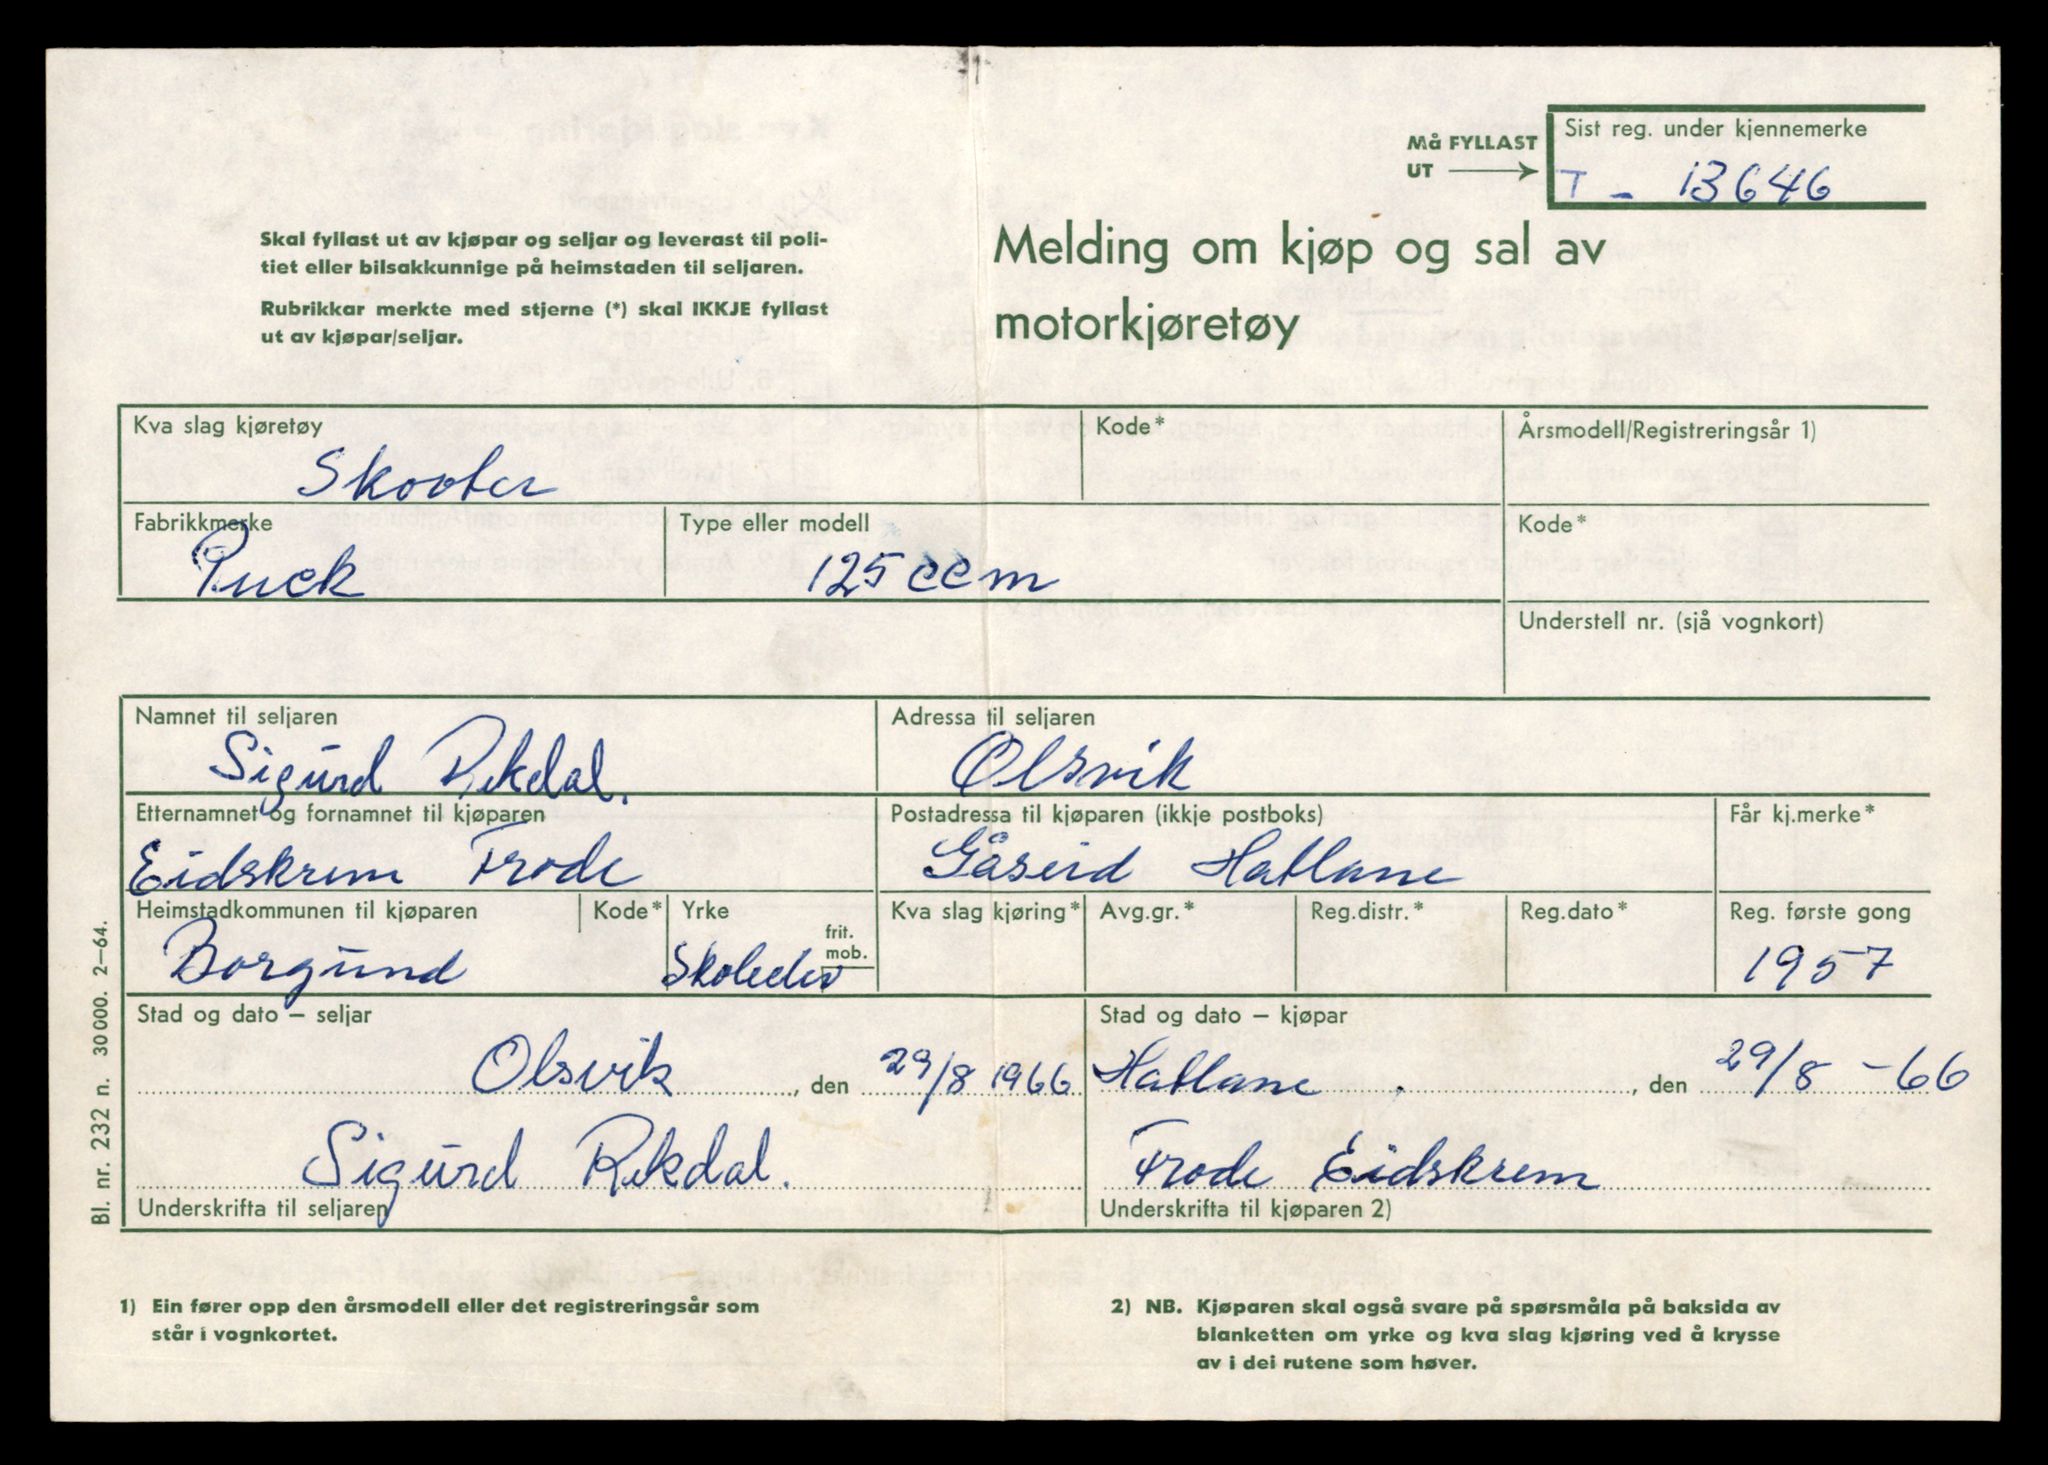 Må FYLLAST
UT
Sist reg. under kjennemerke
T - 13646
Skal fyllast ut av kjøpar og seljar og leverast til poli-
tiet eller bilsakkunnige på heimstaden til seljaren.
Rubrikkar merkte med stjerne (*) skal IKKJE fyllast
ut av kjøpar/seljar.
Melding om kjøp og sal av
motorkjøretøy
Kva slag kjøretøy
Skooter
Kode*
Årsmodell/Registreringsår 1)
Fabrikkmerke
Puck
Type eller modell
125 ccm
Kode*
Understell nr. (sjå vognkort)
Namnet til seljaren
Sigurd Rekdal.
Adressa til seljaren
Olsvik
Etternamnet og fornamnet til kjøparen
Eidskrem Frode
Postadressa til kjøparen (ikkje postboks)
Gåseid Hatlane
Får kj.merke*
Heimstadkommunen til kjøparen
Borgund
Kode*
Yrke
Skoleelev
frit.
mob.
Kva slag kjøring*
Avg.gr.*
Reg.distr.*
Reg.dato*
Reg. første gong
1957
Stad og dato – seljar
Olsvik, den 29/8 1966
Stad og dato – kjøpar
Hatlane, den 29/8 -66
Sigurd Rekdal.
Underskrifta til seljaren
Frode Eidskrem
Underskrifta til kjøparen 2)
Bl. nr. 232 n. 30 000. 2–64.
1) Ein fører opp den årsmodell eller det registreringsår som
står i vognkortet.
2) NB. Kjøparen skal også svare på spørsmåla på baksida av
blanketten om yrke og kva slag kjøring ved å krysse
av i dei rutene som høver.